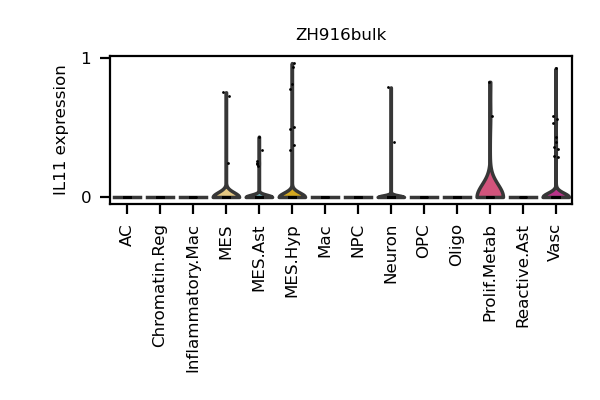 ZH916bulk
IL11 expression
1
0
AC
Chromatin.Reg
Inflammatory.Mac
MES
MES.Ast
MES.Hyp
Mac
NPC
Neuron
OPC
Oligo
Prolif.Metab
Reactive.Ast
Vasc